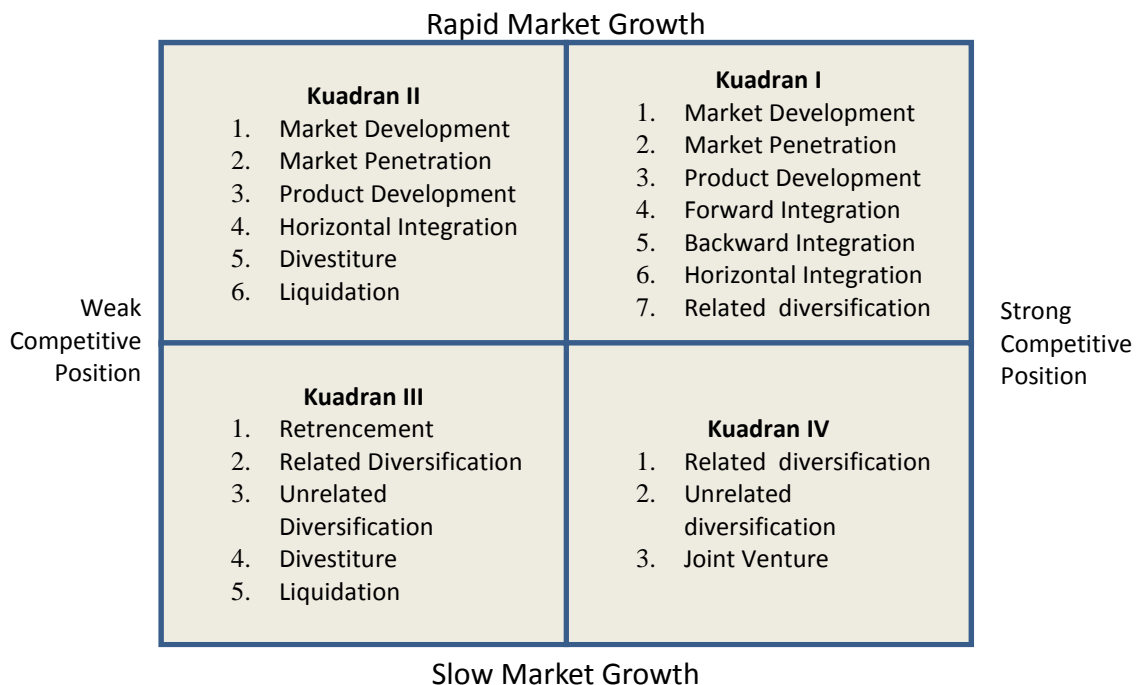 Rapid Market Growth
Kuadran II
1. Market Development
2. Market Penetration
3. Product Development
4. Horizontal Integration
5. Divestiture
6. Liquidation
Kuadran I
1. Market Development
2. Market Penetration
3. Product Development
4. Forward Integration
5. Backward Integration
6. Horizontal Integration
7. Related diversification
Weak
Competitive
Position
Strong
Competitive
Position
Kuadran III
1. Retrencement
2. Related Diversification
3. Unrelated
Diversification
4. Divestiture
5. Liquidation
Kuadran IV
1. Related diversification
2. Unrelated
diversification
3. Joint Venture
Slow Market Growth